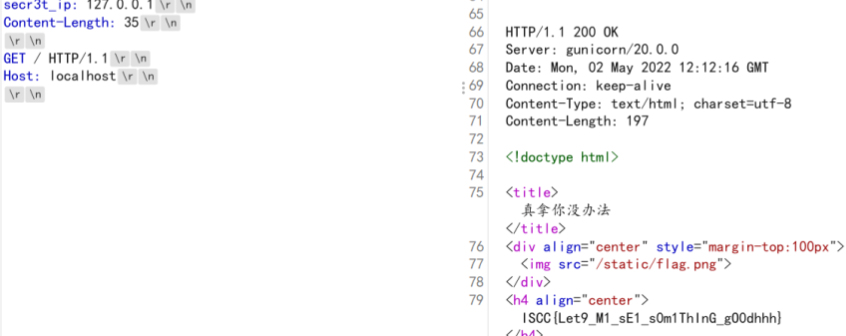 secr3t_ip: 127.0.0.1 \r \n
Content-Length: 35 \r \n
\r \n
GET / HTTP/1.1 \r \n
Host: localhost \r \n
\r \n
65
66 HTTP/1.1 200 OK
67 Server: gunicorn/20.0.0
68 Date: Mon, 02 May 2022 12:12:16 GMT
69 Connection: keep-alive
70 Content-Type: text/html; charset=utf-8
71 Content-Length: 197
72
73 <!doctype html>
74
75 <title>
真拿你没办法
</title>
76 <div align="center" style="margin-top:100px">
77 <img src="/static/flag.png">
78 </div>
79 <h4 align="center">
ISCC{Let9_M1_sE1_s0m1ThInG_g00dhhh}
</h4>